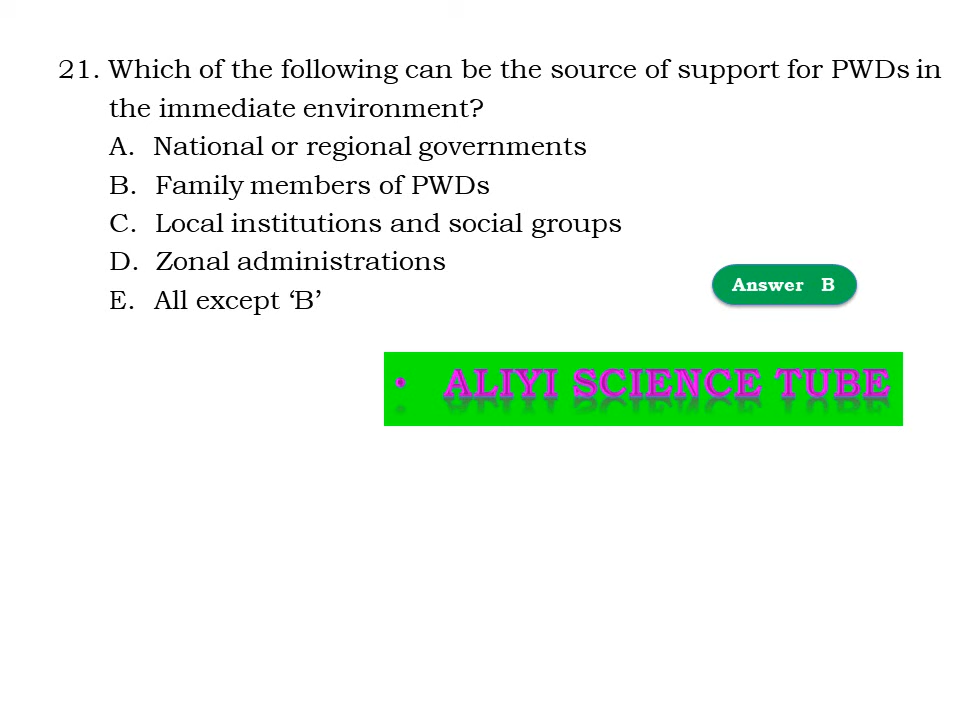 21. Which of the following can be the source of support for PWDs in
the immediate environment?
A. National or regional governments
B. Family members of PWDs
C. Local institutions and social groups
D. Zonal administrations
E. All except ‘B’
Answer B
• ALIYI SCIENCE TUBE